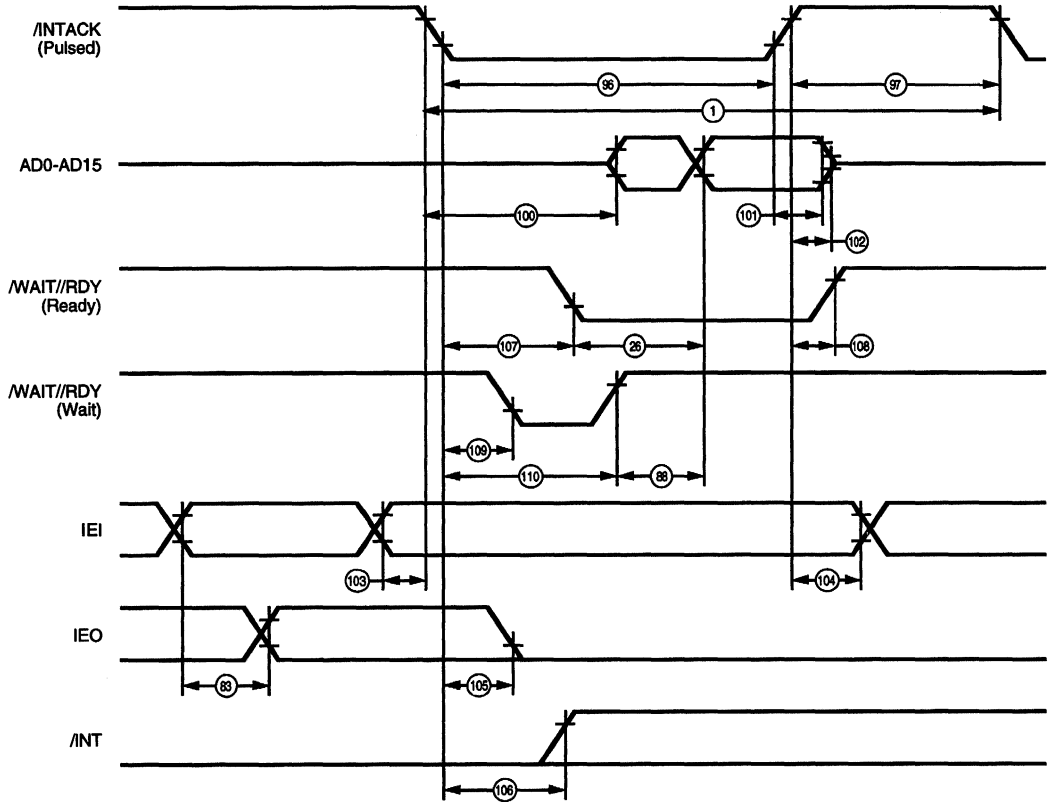 /INTACK
(Pulsed)
96
97
1
AD0-AD15
100
101
102
/WAIT//RDY
(Ready)
107
26
108
/WAIT//RDY
(Wait)
109
110
88
IEI
103
104
IEO
83
105
/INT
106